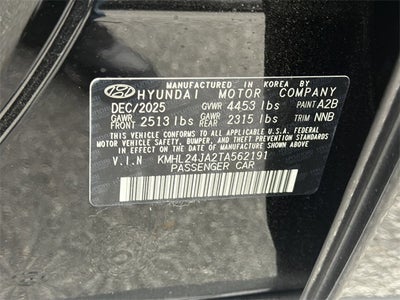 MANUFACTURED IN KOREA BY
HYUNDAI MOTOR COMPANY
DEC/2025 GVWR 4453 lbs PAINT A2B
GAWR FRONT 2513 lbs GAWR REAR 2315 lbs TRIM NNB
THIS VEHICLE CONFORMS TO ALL APPLICABLE U.S.A. FEDERAL
MOTOR VEHICLE SAFETY, BUMPER, AND THEFT PREVENTION
STANDARDS IN EFFECT ON THE DATE OF MANUFACTURE SHOWN ABOVE.
V.I.N KMHL24JA2TA562191
PASSENGER CAR